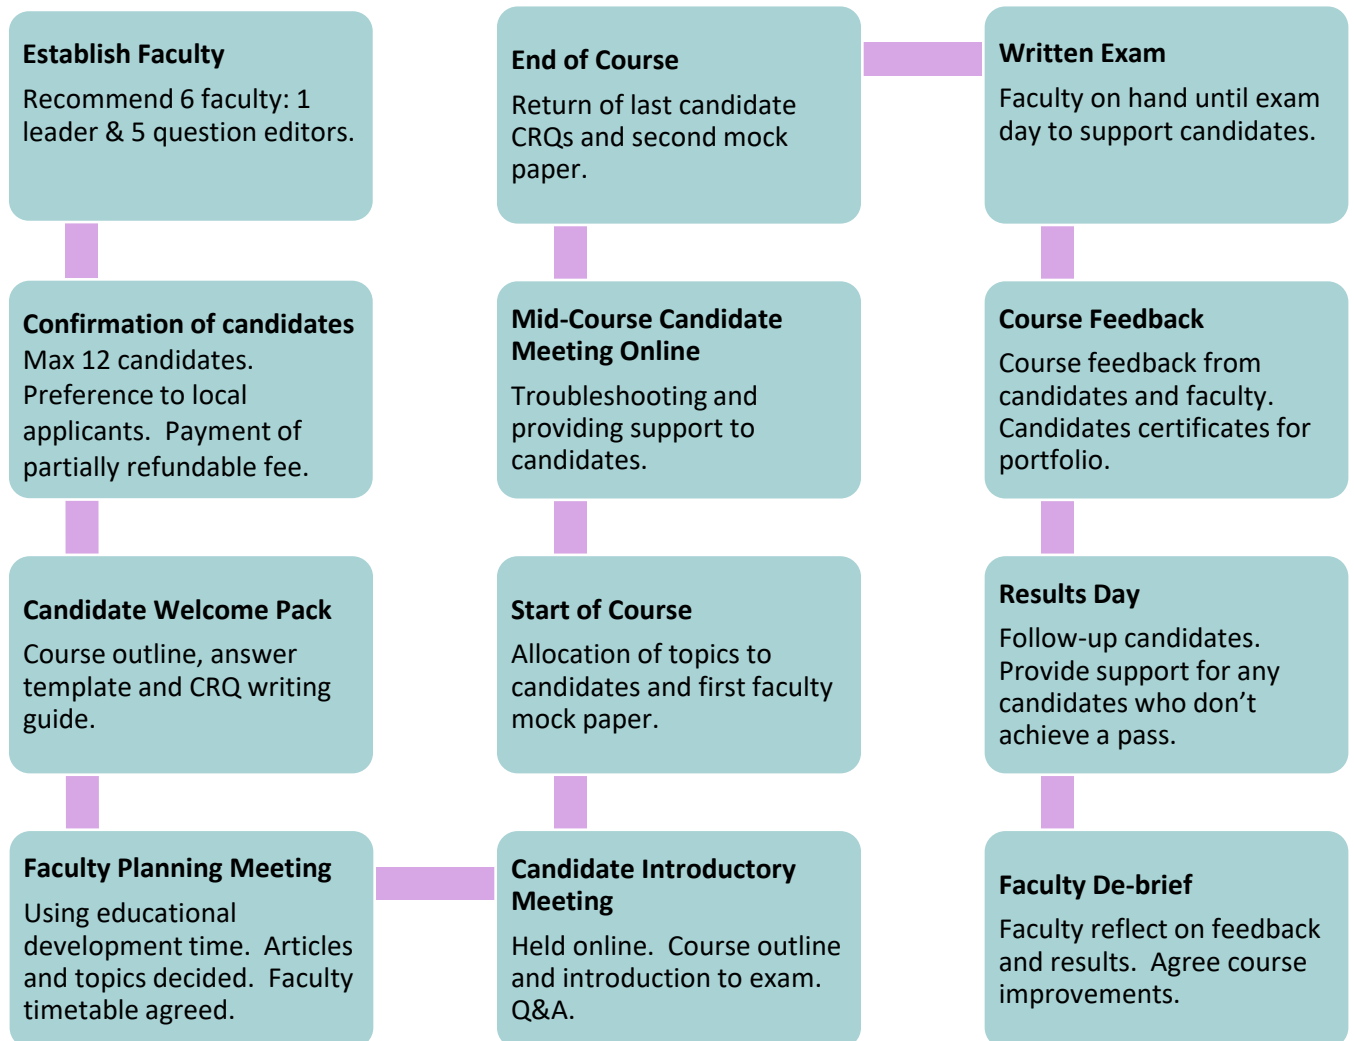 Establish Faculty
Recommend 6 faculty: 1
leader & 5 question editors.
Confirmation of candidates
Max 12 candidates.
Preference to local
applicants.  Payment of
partially refundable fee.
Candidate Welcome Pack
Course outline, answer
template and CRQ writing
guide.
Faculty Planning Meeting
Using educational
development time.  Articles
and topics decided.  Faculty
timetable agreed.
Candidate Introductory
Meeting
Held online.  Course outline
and introduction to exam.
Q&A.
Start of Course
Allocation of topics to
candidates and first faculty
mock paper.
Mid-Course Candidate
Meeting Online
Troubleshooting and
providing support to
candidates.
End of Course
Return of last candidate
CRQs and second mock
paper.
Written Exam
Faculty on hand until exam
day to support candidates.
Course Feedback
Course feedback from
candidates and faculty.
Candidates certificates for
portfolio.
Results Day
Follow-up candidates.
Provide support for any
candidates who don’t
achieve a pass.
Faculty De-brief
Faculty reflect on feedback
and results.  Agree course
improvements.